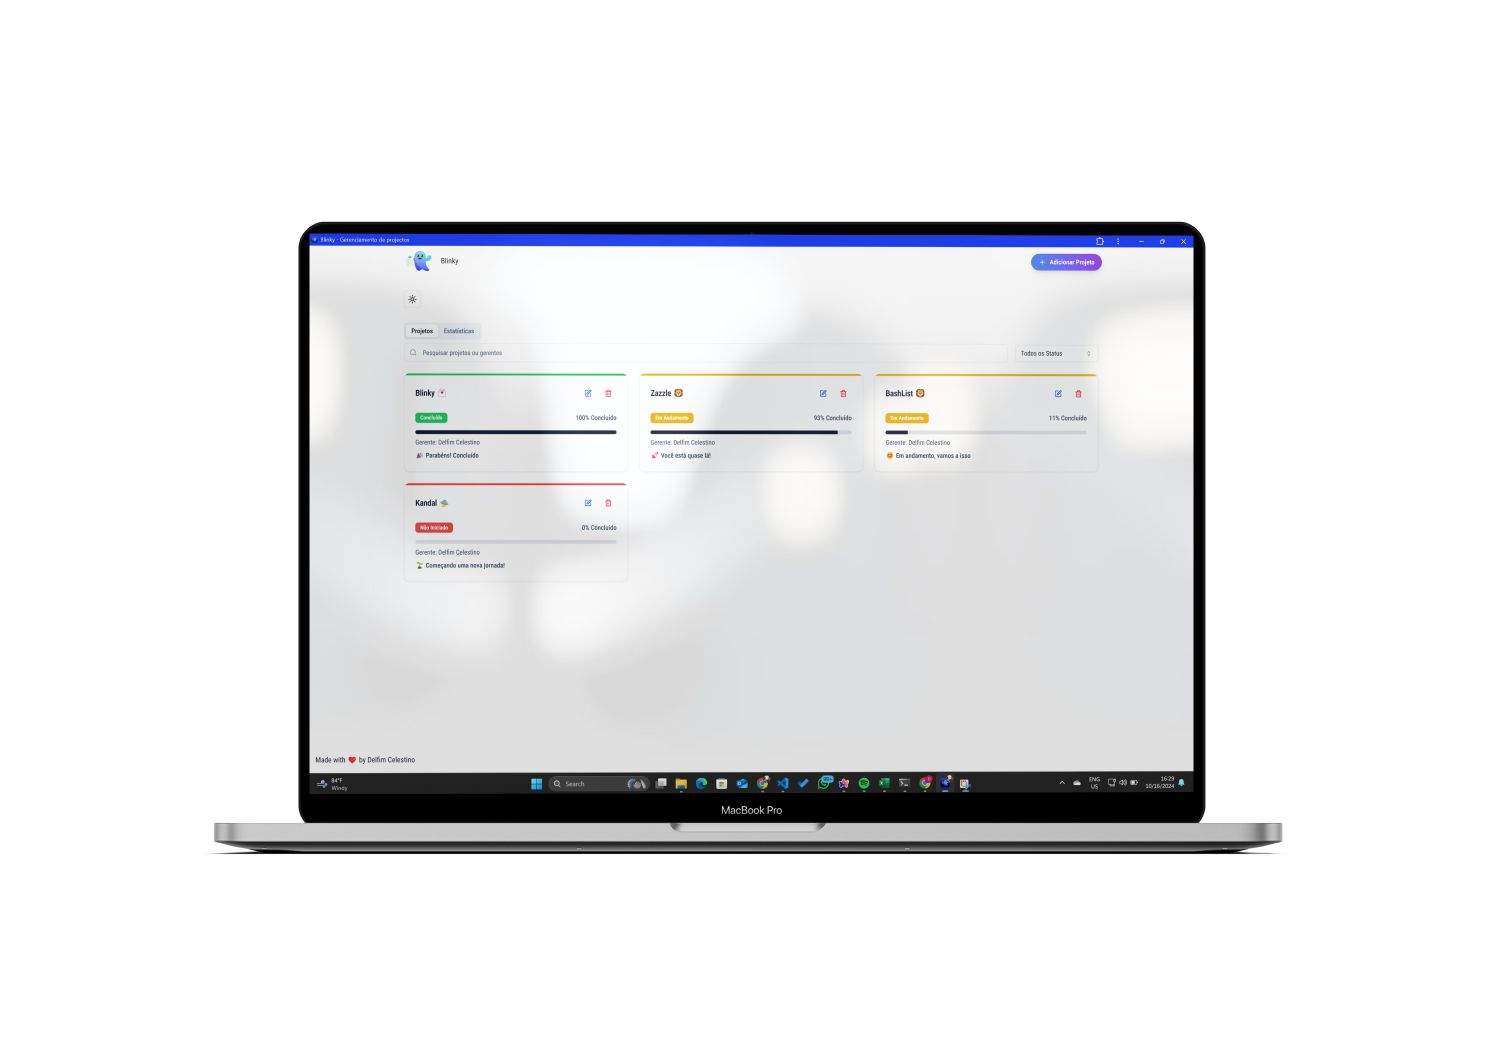 Blinky - Gerenciamento de projectos
Blinky
Adicionar Projeto
Projetos
Estatísticas
Pesquisar projetos ou gerentes
Todos os Status
Blinky
Concluído
100% Concluído
Gerente: Delfim Celestino
Parabéns! Concluído
Zazzle
Em Andamento
93% Concluído
Gerente: Delfim Celestino
Você está quase lá!
BashList
Em Andamento
11% Concluído
Gerente: Delfim Celestino
Em andamento, vamos a isso
Kandal
Não Iniciado
0% Concluído
Gerente: Delfim Celestino
Começando uma nova jornada!
Made with ❤️ by Delfim Celestino
84°F
Windy
Search
ENG
US
16:29
10/16/2024
MacBook Pro